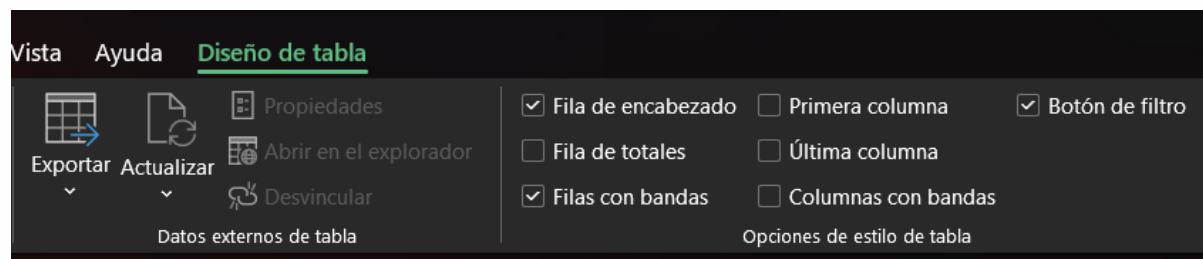 Vista Ayuda Diseño de tabla
Exportar
Actualizar
Propiedades
Abrir en el explorador
Desvincular
Datos externos de tabla
Fila de encabezado
Fila de totales
Filas con bandas
Primera columna
Última columna
Columnas con bandas
Botón de filtro
Opciones de estilo de tabla